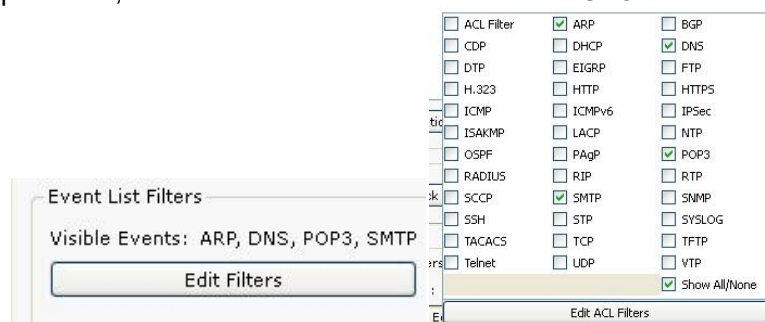 Event List Filters
Visible Events: ARP, DNS, POP3, SMTP
Edit Filters
ACL Filter ARP BGP
CDP DHCP DNS
DTP EIGRP FTP
H.323 HTTP HTTPS
ICMP ICMPv6 IPSec
ISAKMP LACP NTP
OSPF PAgP POP3
RADIUS RIP RTP
SCCP SMTP SNMP
SSH STP SYSLOG
TACACS TCP TFTP
Telnet UDP VTP
Show All/None
Edit ACL Filters